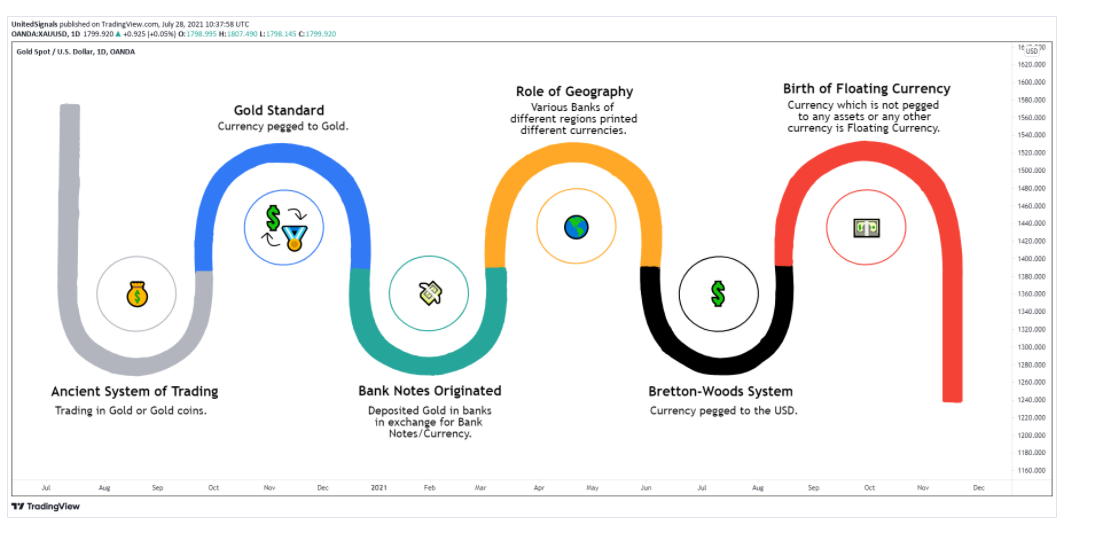 UnitedSignals published on TradingView.com, July 28, 2021 10:37:58 UTC
OANDA:XAUUSD, 1D 1799.920 ▲ +0.925 (+0.05%) O:1798.995 H:1807.490 L:1798.145 C:1799.920
Gold Spot / U.S. Dollar, 1D, OANDA
USD
1620.000
1600.000
1580.000
1560.000
1540.000
1520.000
1500.000
1480.000
1460.000
1440.000
1420.000
1400.000
1380.000
1360.000
1340.000
1320.000
1300.000
1280.000
1260.000
1240.000
1220.000
1200.000
1180.000
1160.000
Gold Standard
Currency pegged to Gold.
Role of Geography
Various Banks of
different regions printed
different currencies.
Birth of Floating Currency
Currency which is not pegged
to any assets or any other
currency is Floating Currency.
Ancient System of Trading
Trading in Gold or Gold coins.
Bank Notes Originated
Deposited Gold in banks
in exchange for Bank
Notes/Currency.
Bretton-Woods System
Currency pegged to the USD.
Jul Aug Sep Oct Nov Dec 2021 Feb Mar Apr May Jun Jul Aug Sep Oct Nov Dec
TradingView